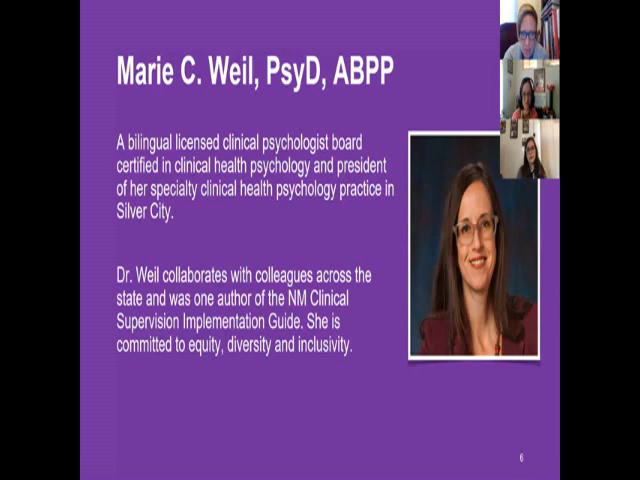 Marie C. Weil, PsyD, ABPP
A bilingual licensed clinical psychologist board
certified in clinical health psychology and president
of her specialty clinical health psychology practice in
Silver City.
Dr. Weil collaborates with colleagues across the
state and was one author of the NM Clinical
Supervision Implementation Guide. She is
committed to equity, diversity and inclusivity.
6